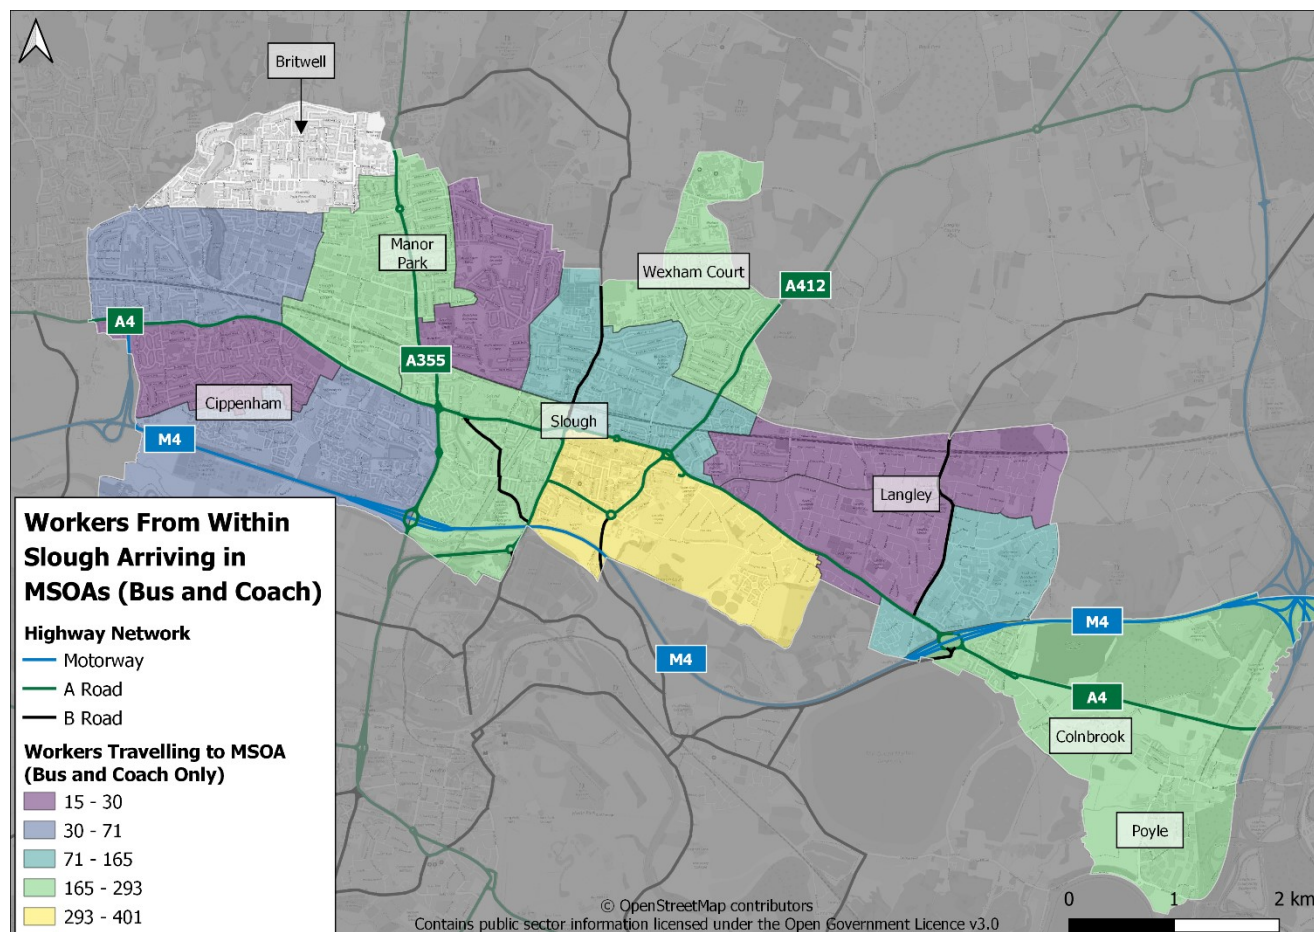 Britwell
Manor
Park
Wexham Court
A412
A4
A355
Cippenham
Slough
M4
Langley
M4
M4
A4
Colnbrook
Poyle
Workers From Within
Slough Arriving in
MSOAs (Bus and Coach)
Highway Network
Motorway
A Road
B Road
Workers Travelling to MSOA
(Bus and Coach Only)
15 - 30
30 - 71
71 - 165
165 - 293
293 - 401
0 1 2 km
© OpenStreetMap contributors
Contains public sector information licensed under the Open Government Licence v3.0